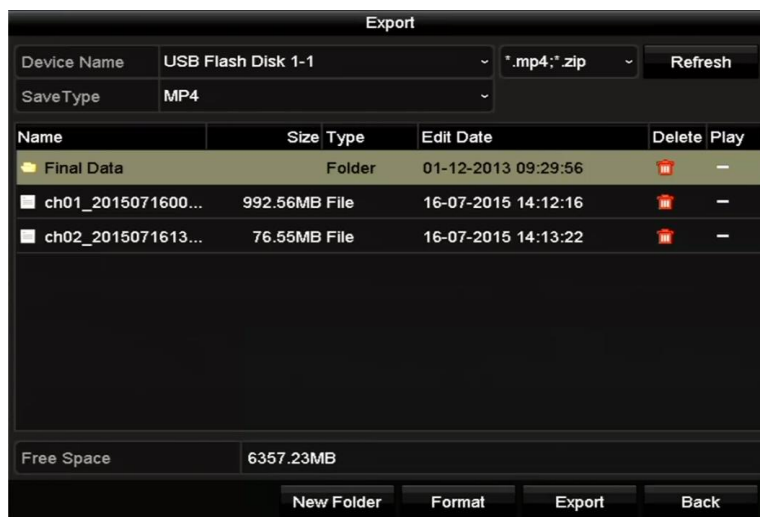 Export
Device Name USB Flash Disk 1-1 *.mp4;*.zip Refresh
SaveType MP4
Name Size Type Edit Date Delete Play
Final Data Folder 01-12-2013 09:29:56
ch01_2015071600... 992.56MB File 16-07-2015 14:12:16
ch02_2015071613... 76.55MB File 16-07-2015 14:13:22
Free Space 6357.23MB
New Folder Format Export Back